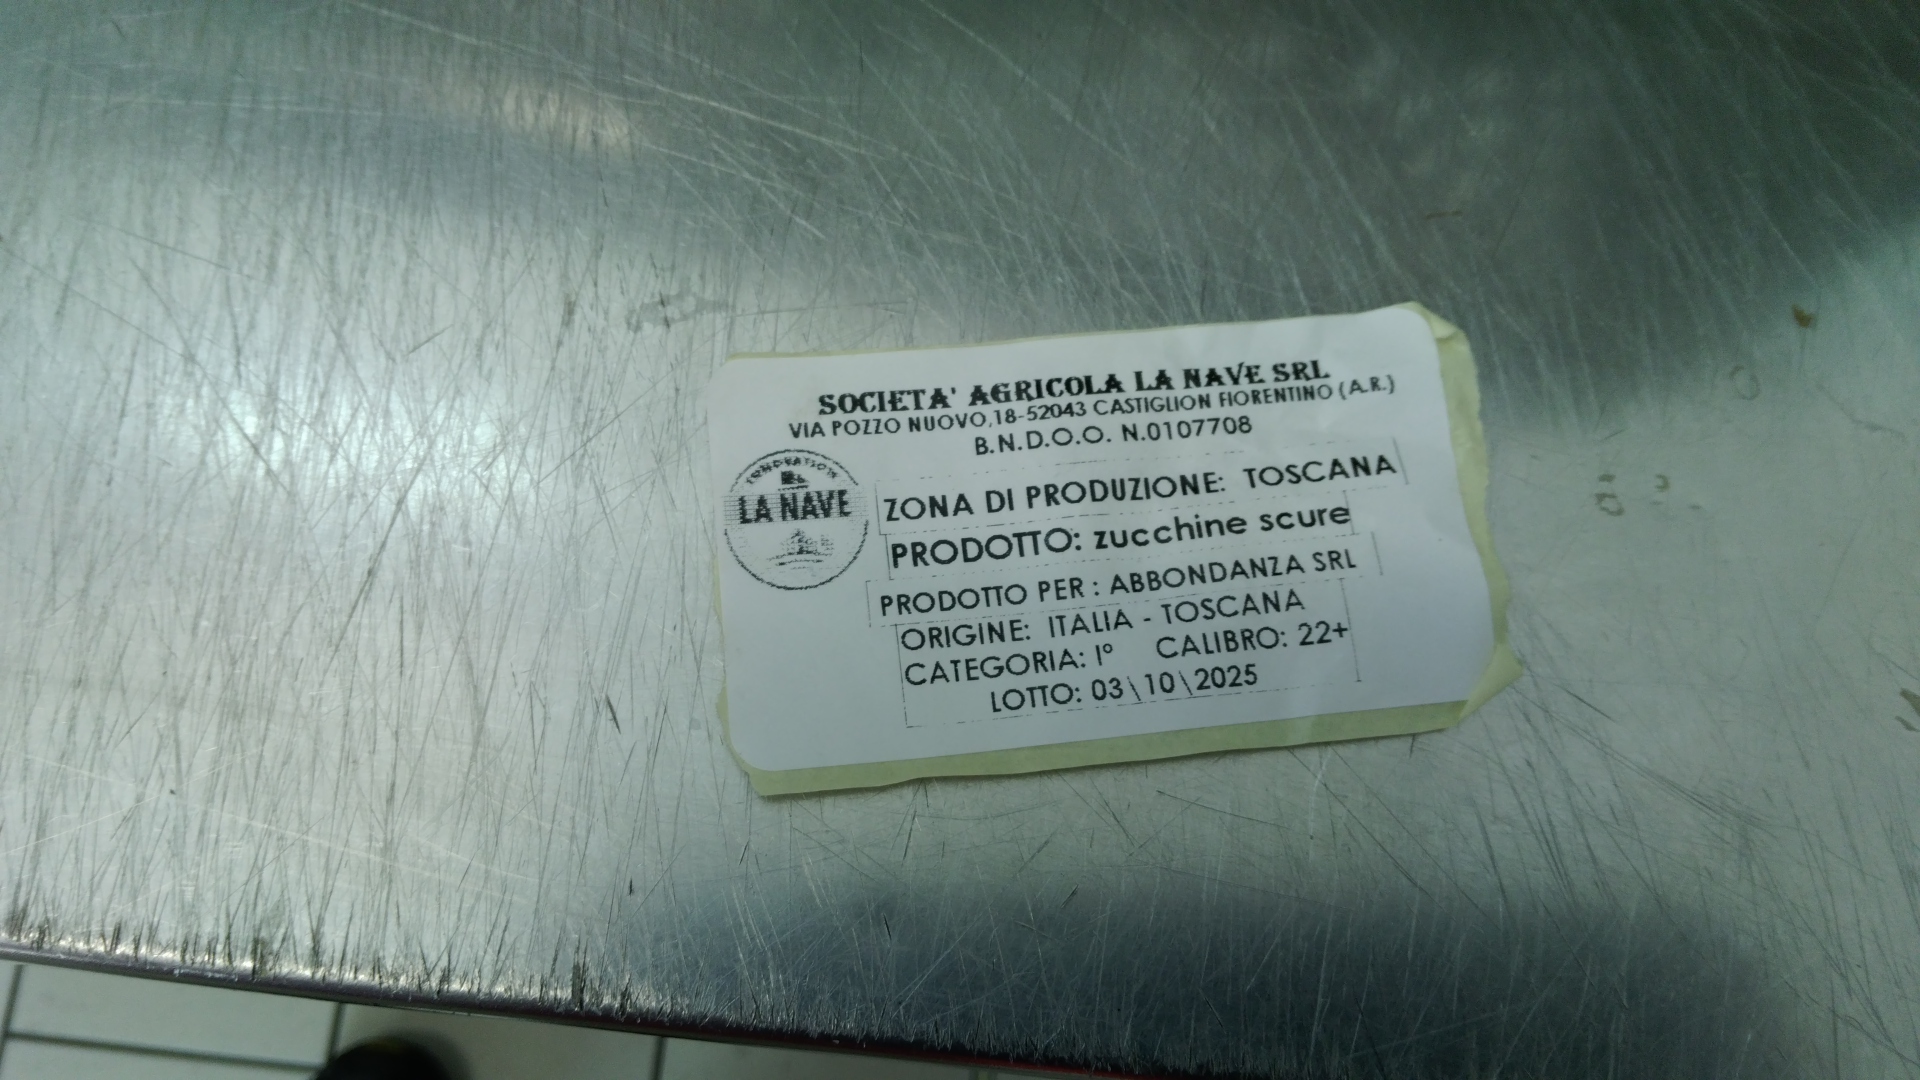 SOCIETA' AGRICOLA LA NAVE SRL
VIA POZZO NUOVO,18-52043 CASTIGLION FIORENTINO (A.R.)
B.N.D.O.O. N.0107708
INNOVATION
LA NAVE
ZONA DI PRODUZIONE: TOSCANA
PRODOTTO: zucchine scure
PRODOTTO PER : ABBONDANZA SRL
ORIGINE: ITALIA - TOSCANA
CATEGORIA: I° CALIBRO: 22+
LOTTO: 03\10\2025